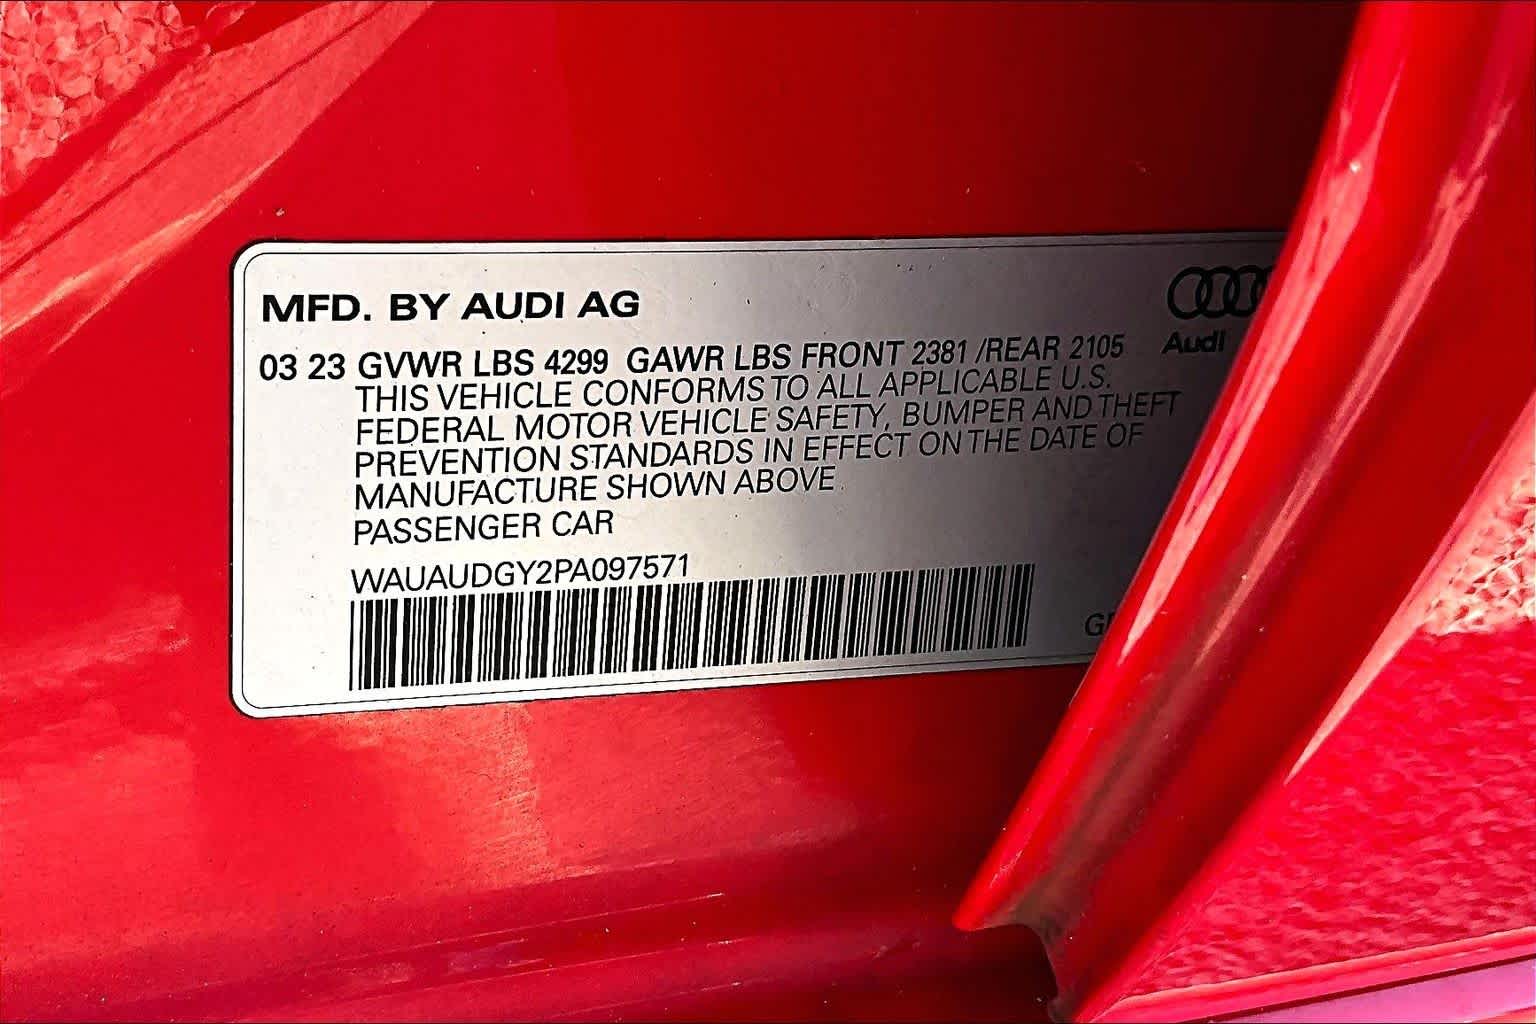 MFD. BY AUDI AG
Audi
03 23 GVWR LBS 4299 GAWR LBS FRONT 2381 /REAR 2105
THIS VEHICLE CONFORMS TO ALL APPLICABLE U.S.
FEDERAL MOTOR VEHICLE SAFETY, BUMPER AND THEFT
PREVENTION STANDARDS IN EFFECT ON THE DATE OF
MANUFACTURE SHOWN ABOVE
PASSENGER CAR
WAUAUDGY2PA097571